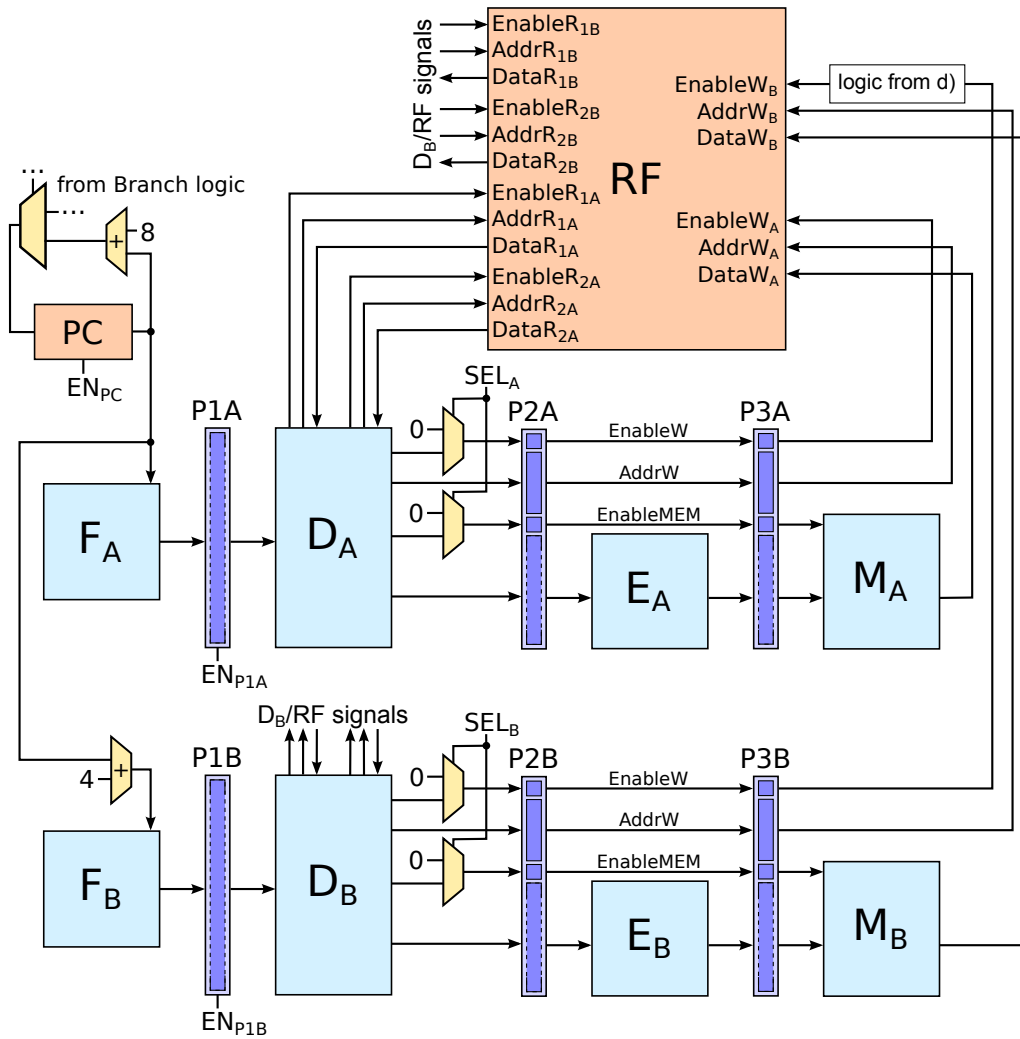 EnableR1B
AddrR1B
DataR1B
EnableR2B
AddrR2B
DataR2B
EnableR1A
AddrR1A
DataR1A
EnableR2A
AddrR2A
DataR2A
DB/RF signals
RF
EnableWB
AddrWB
DataWB
EnableWA
AddrWA
DataWA
logic from d)
...
from Branch logic
...
+
8
PC
ENPC
P1A
SELA
P2A
P3A
0
EnableW
AddrW
0
EnableMEM
FA
DA
EA
MA
ENP1A
DB/RF signals
SELB
P1B
P2B
P3B
+
4
0
EnableW
AddrW
0
EnableMEM
FB
DB
EB
MB
ENP1B